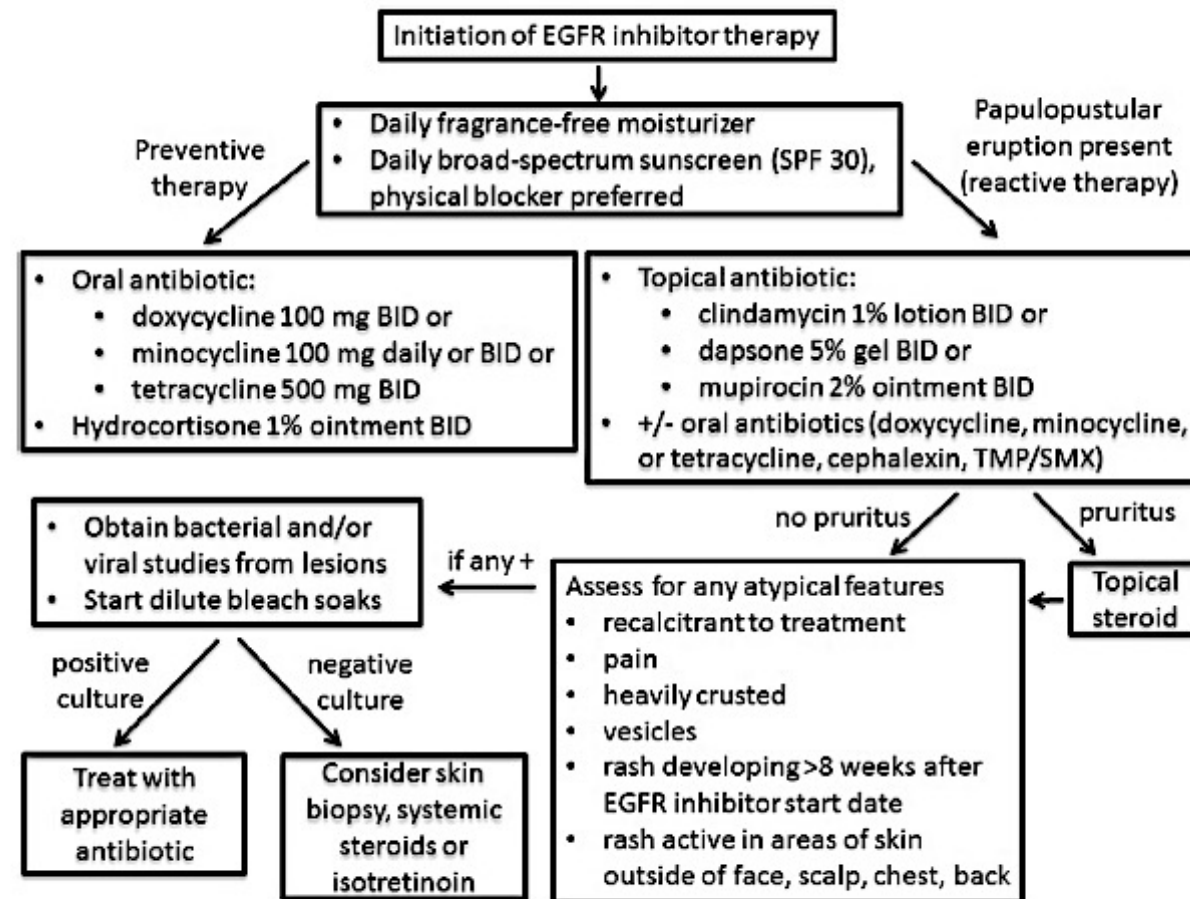 Initiation of EGFR inhibitor therapy
• Daily fragrance-free moisturizer
• Daily broad-spectrum sunscreen (SPF 30),
physical blocker preferred
Preventive
therapy
Papulopustular
eruption present
(reactive therapy)
• Oral antibiotic:
• doxycycline 100 mg BID or
• minocycline 100 mg daily or BID or
• tetracycline 500 mg BID
• Hydrocortisone 1% ointment BID
• Topical antibiotic:
• clindamycin 1% lotion BID or
• dapsone 5% gel BID or
• mupirocin 2% ointment BID
• +/- oral antibiotics (doxycycline, minocycline,
or tetracycline, cephalexin, TMP/SMX)
no pruritus
pruritus
Topical
steroid
Assess for any atypical features
• recalcitrant to treatment
• pain
• heavily crusted
• vesicles
• rash developing >8 weeks after
EGFR inhibitor start date
• rash active in areas of skin
outside of face, scalp, chest, back
if any +
• Obtain bacterial and/or
viral studies from lesions
• Start dilute bleach soaks
positive
culture
negative
culture
Treat with
appropriate
antibiotic
Consider skin
biopsy, systemic
steroids or
isotretinoin